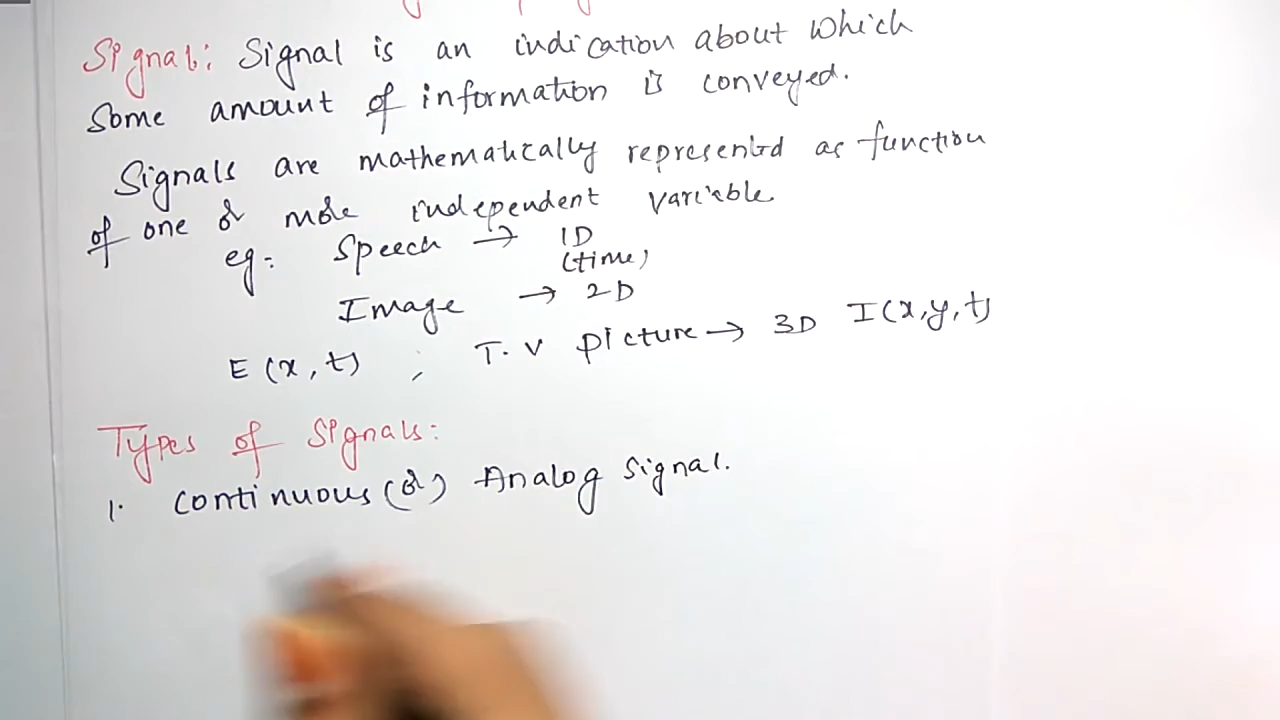 Signal: Signal is an indication about which
some amount of information is conveyed.
Signals are mathematically represented as function
of one or more independent variable
eg: Speech → 1D
(time)
Image → 2D
E(x,t) ; T.V picture → 3D I(x,y,t)
Types of Signals:
1. Continuous (or) Analog Signal.